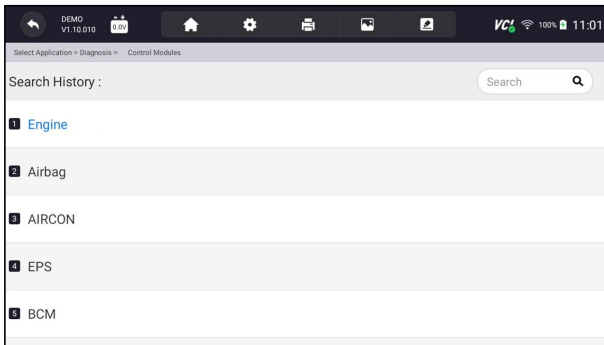 DEMO
V1.10.010
0.0V
VCI
100%
11:01
Select Application > Diagnosis > Control Modules
Search History :
Search
1 Engine
2 Airbag
3 AIRCON
4 EPS
5 BCM